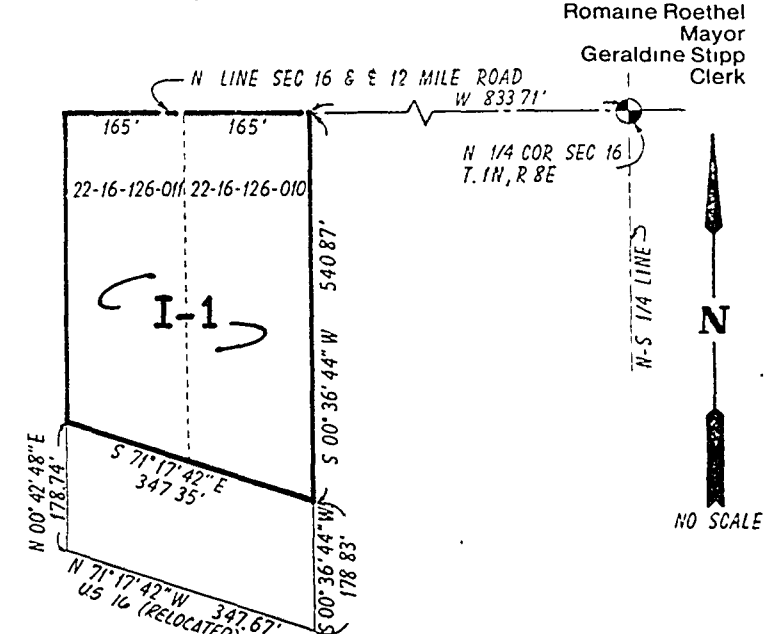 Romaine Roethel
Mayor
Geraldine Stipp
Clerk
N LINE SEC 16 & ℄ 12 MILE ROAD
W 833 71'
165'
165'
N 1/4 COR SEC 16
T. 1N, R 8E
22-16-126-011
22-16-126-010
540 87'
S 00° 36' 44" W
I-1
N-S 1/4 LINE
N
NO SCALE
S 71° 17' 42" E
347 35'
N 00° 42' 48" E
178.74'
S 00° 36' 44" W
178 83'
N 71° 17' 42" W 347.67'
US 16 (RELOCATED)